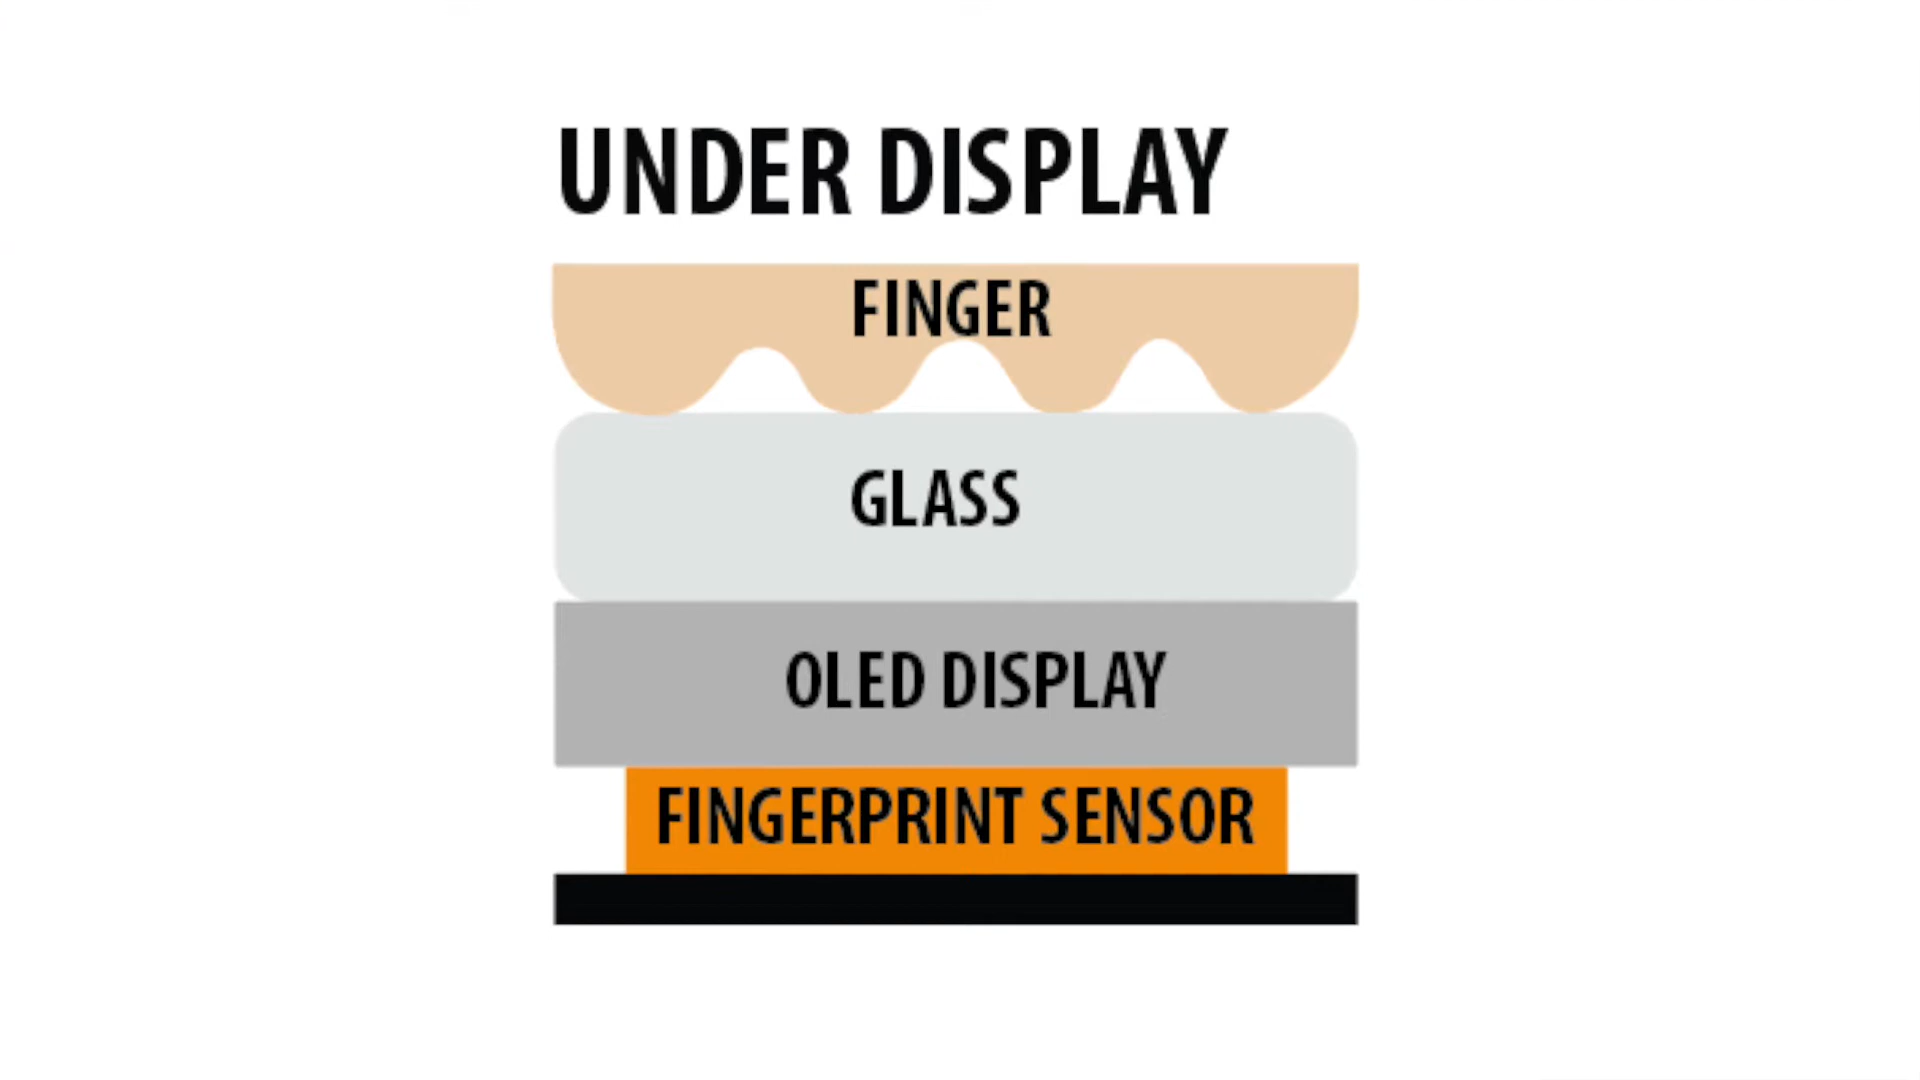 UNDER DISPLAY
FINGER
GLASS
OLED DISPLAY
FINGERPRINT SENSOR